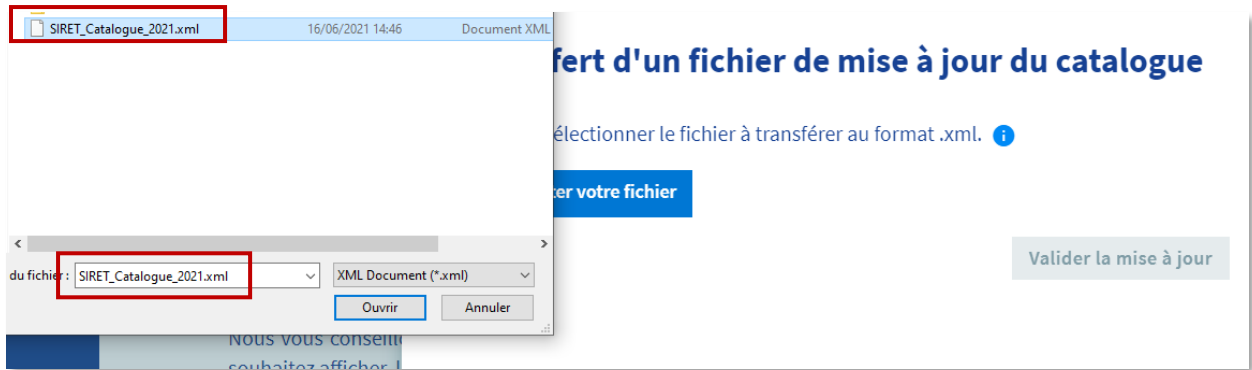 SIRET_Catalogue_2021.xml 16/06/2021 14:46 Document XML
fert d'un fichier de mise à jour du catalogue
électionner le fichier à transférer au format .xml.
ter votre fichier
du fichier : SIRET_Catalogue_2021.xml XML Document (*.xml)
Valider la mise à jour
Ouvrir Annuler
Nous vous conseille
souhaitez afficher l